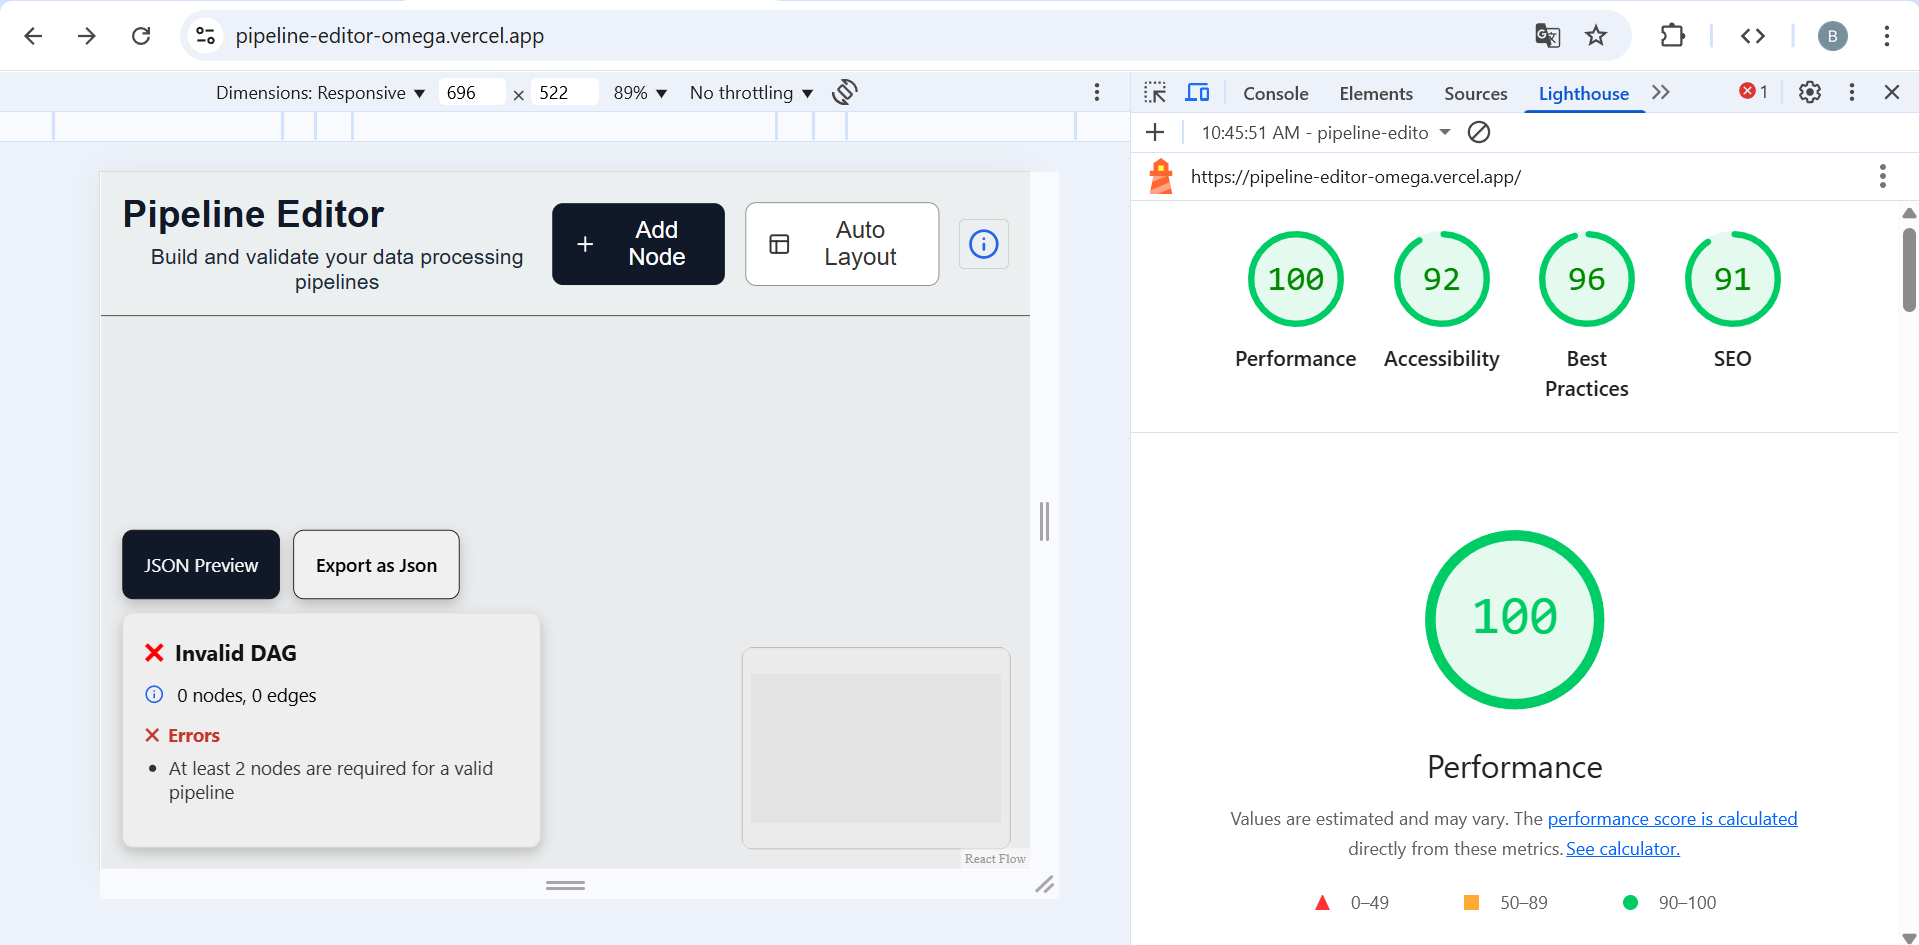 pipeline-editor-omega.vercel.app
B
Dimensions: Responsive 696 × 522 89% No throttling
Console Elements Sources Lighthouse 1
10:45:51 AM - pipeline-edito
https://pipeline-editor-omega.vercel.app/
Pipeline Editor
Build and validate your data processing
pipelines
Add
Node
Auto
Layout
JSON Preview
Export as Json
Invalid DAG
0 nodes, 0 edges
Errors
At least 2 nodes are required for a valid
pipeline
React Flow
100 92 96 91
Performance Accessibility Best
Practices SEO
100
Performance
Values are estimated and may vary. The performance score is calculated
directly from these metrics. See calculator.
0–49 50–89 90–100